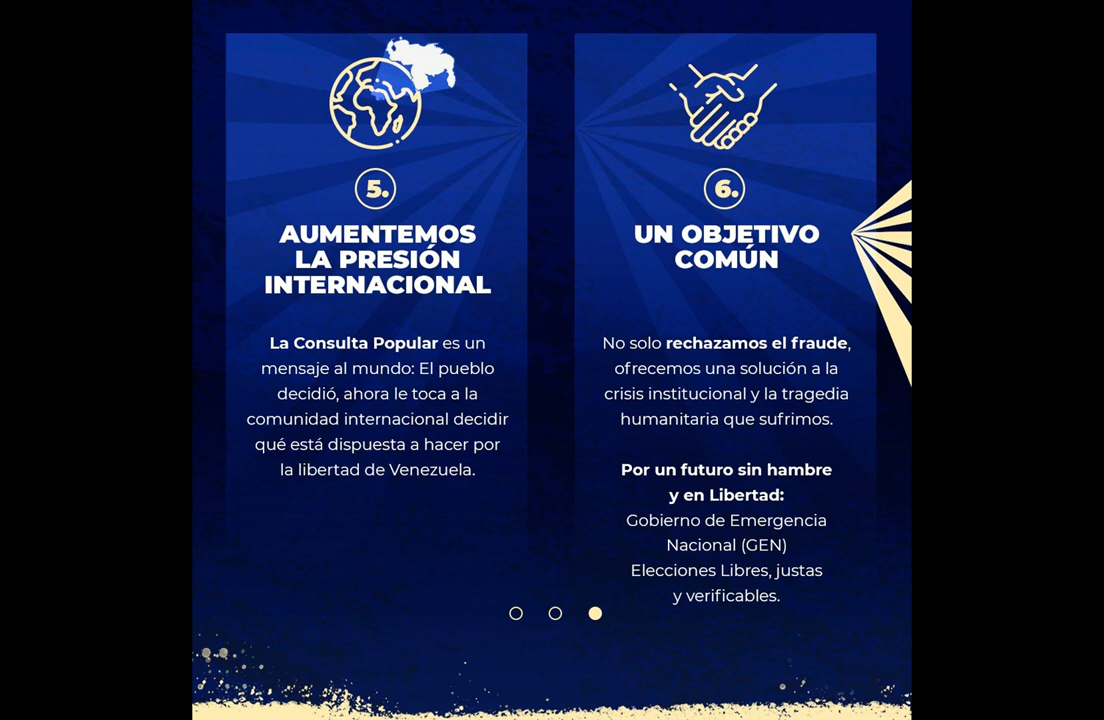 5.
AUMENTEMOS
LA PRESIÓN
INTERNACIONAL
La Consulta Popular es un
mensaje al mundo: El pueblo
decidió, ahora le toca a la
comunidad internacional decidir
qué está dispuesta a hacer por
la libertad de Venezuela.
6.
UN OBJETIVO
COMÚN
No solo rechazamos el fraude,
ofrecemos una solución a la
crisis institucional y la tragedia
humanitaria que sufrimos.
Por un futuro sin hambre
y en Libertad:
Gobierno de Emergencia
Nacional (GEN)
Elecciones Libres, justas
y verificables.